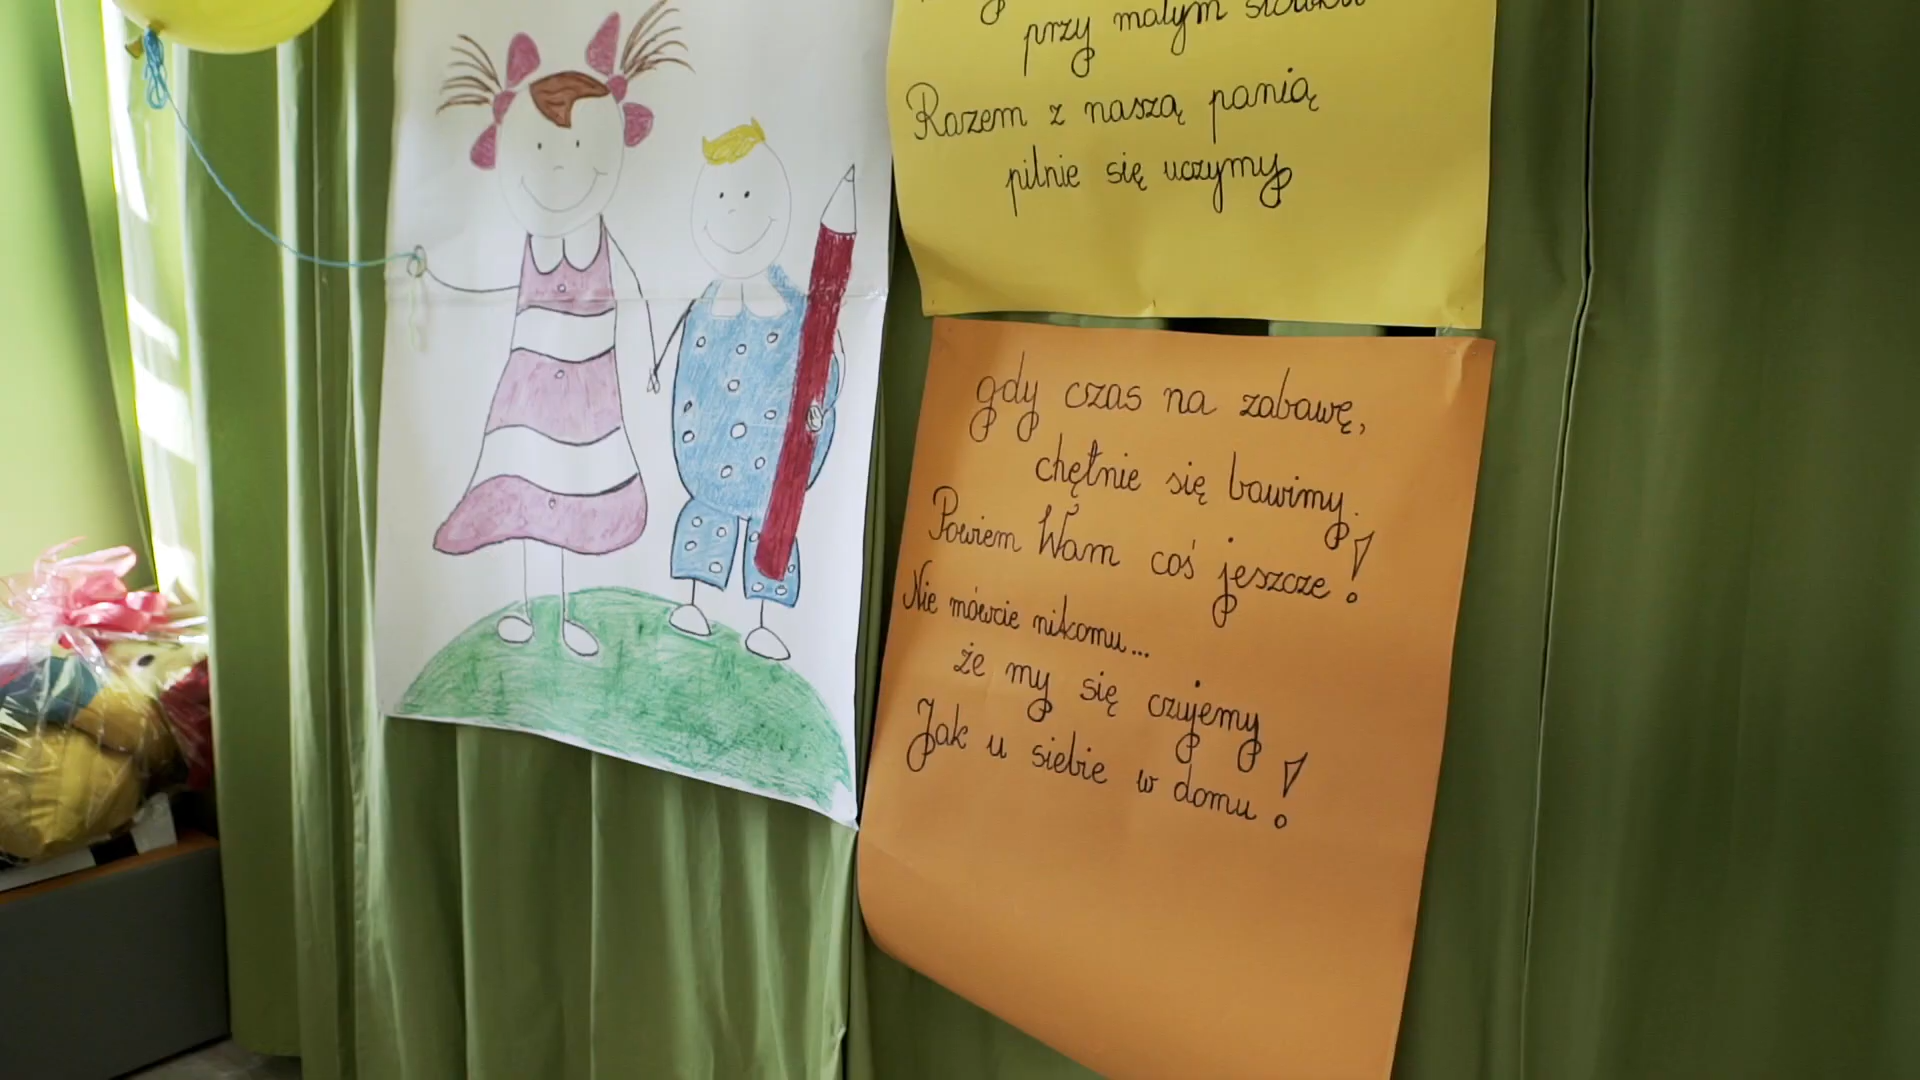 przy małym
Razem z naszą panią
pilnie się uczymy
gdy czas na zabawę,
chętnie się bawimy.
Powiem Wam coś jeszcze!
Nie mówcie nikomu...
że my się czujemy
Jak u siebie w domu!